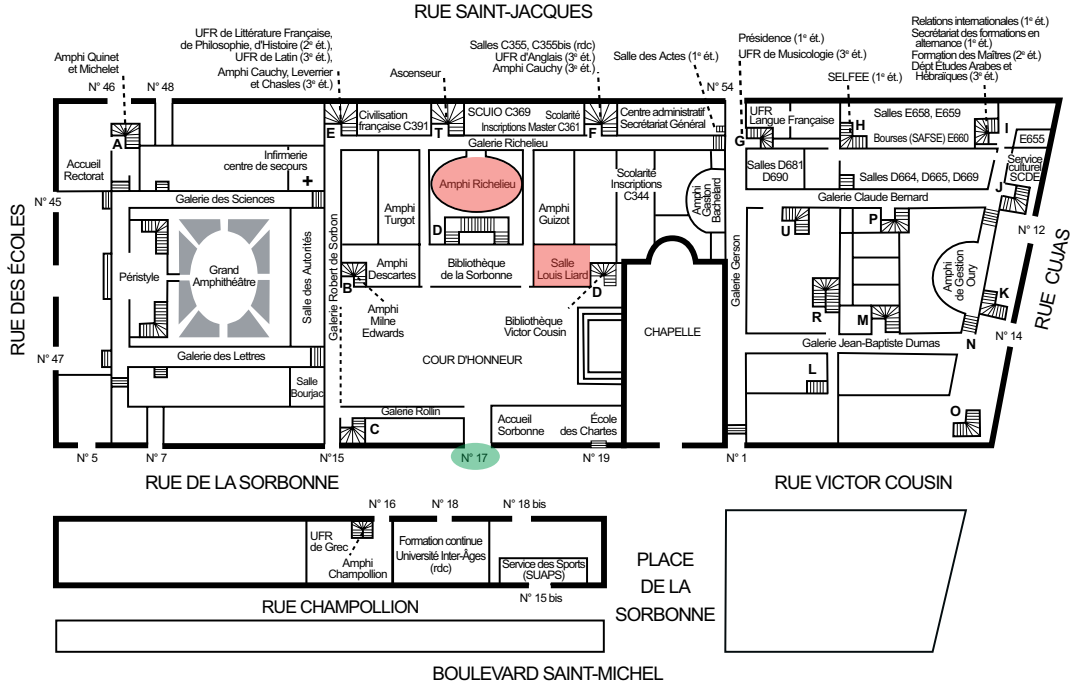 RUE SAINT-JACQUES
UFR de Littérature Française,
de Philosophie, d'Histoire (2e ét.),
UFR de Latin (3e ét.),
Amphi Cauchy, Leverrier
et Chasles (3e ét.)
Amphi Quinet
et Michelet
Ascenseur
Salles C355, C355bis (rdc)
UFR d'Anglais (3e ét.)
Amphi Cauchy (3e ét.)
Salle des Actes (1e ét.)
Présidence (1e ét.)
UFR de Musicologie (3e ét.)
SELFEE (1e ét.)
Relations internationales (1e ét.)
Secrétariat des formations en
alternance (1e ét.)
Formation des Maîtres (2e ét.)
Dépt Études Arabes et
Hébraïques (3e ét.)
N° 46
N° 48
N° 54
A
E
Civilisation
française C391
T
SCUIO C369
Scolarité
Inscriptions Master C361
F
Centre administratif
Secrétariat Général
G
UFR
Langue Française
H
Salles E658, E659
Bourses (SAFSE) E660
I
E655
Galerie Richelieu
Accueil
Rectorat
Infirmerie
centre de secours
+
Amphi Richelieu
Scolarité
Inscriptions
C344
Amphi
Gaston
Bachelard
Salles D681
D690
Salles D664, D665, D669
Service
culturel
SCDE
J
N° 45
Galerie des Sciences
Galerie Claude Bernard
Amphi
Turgot
D
Amphi
Guizot
U
P
N° 12
RUE DES ÉCOLES
Péristyle
Grand
Amphithéâtre
Salle des Autorités
Galerie Robert de Sorbon
B
Amphi
Descartes
Bibliothèque
de la Sorbonne
Salle
Louis Liard
D
Galerie Gerson
Amphi
de Gestion
Oury
K
RUE CUJAS
Amphi
Milne
Edwards
Bibliothèque
Victor Cousin
CHAPELLE
R
M
N
N° 14
N° 47
Galerie des Lettres
COUR D'HONNEUR
Galerie Jean-Baptiste Dumas
Salle
Bourjac
L
Galerie Rollin
C
Accueil
Sorbonne
École
des Chartes
O
N° 5
N° 7
N°15
N° 17
N° 19
N° 1
RUE DE LA SORBONNE
RUE VICTOR COUSIN
N° 16
N° 18
N° 18 bis
UFR
de Grec
Amphi
Champollion
Formation continue
Université Inter-Âges
(rdc)
Service des Sports
(SUAPS)
N° 15 bis
PLACE
DE LA
SORBONNE
RUE CHAMPOLLION
BOULEVARD SAINT-MICHEL